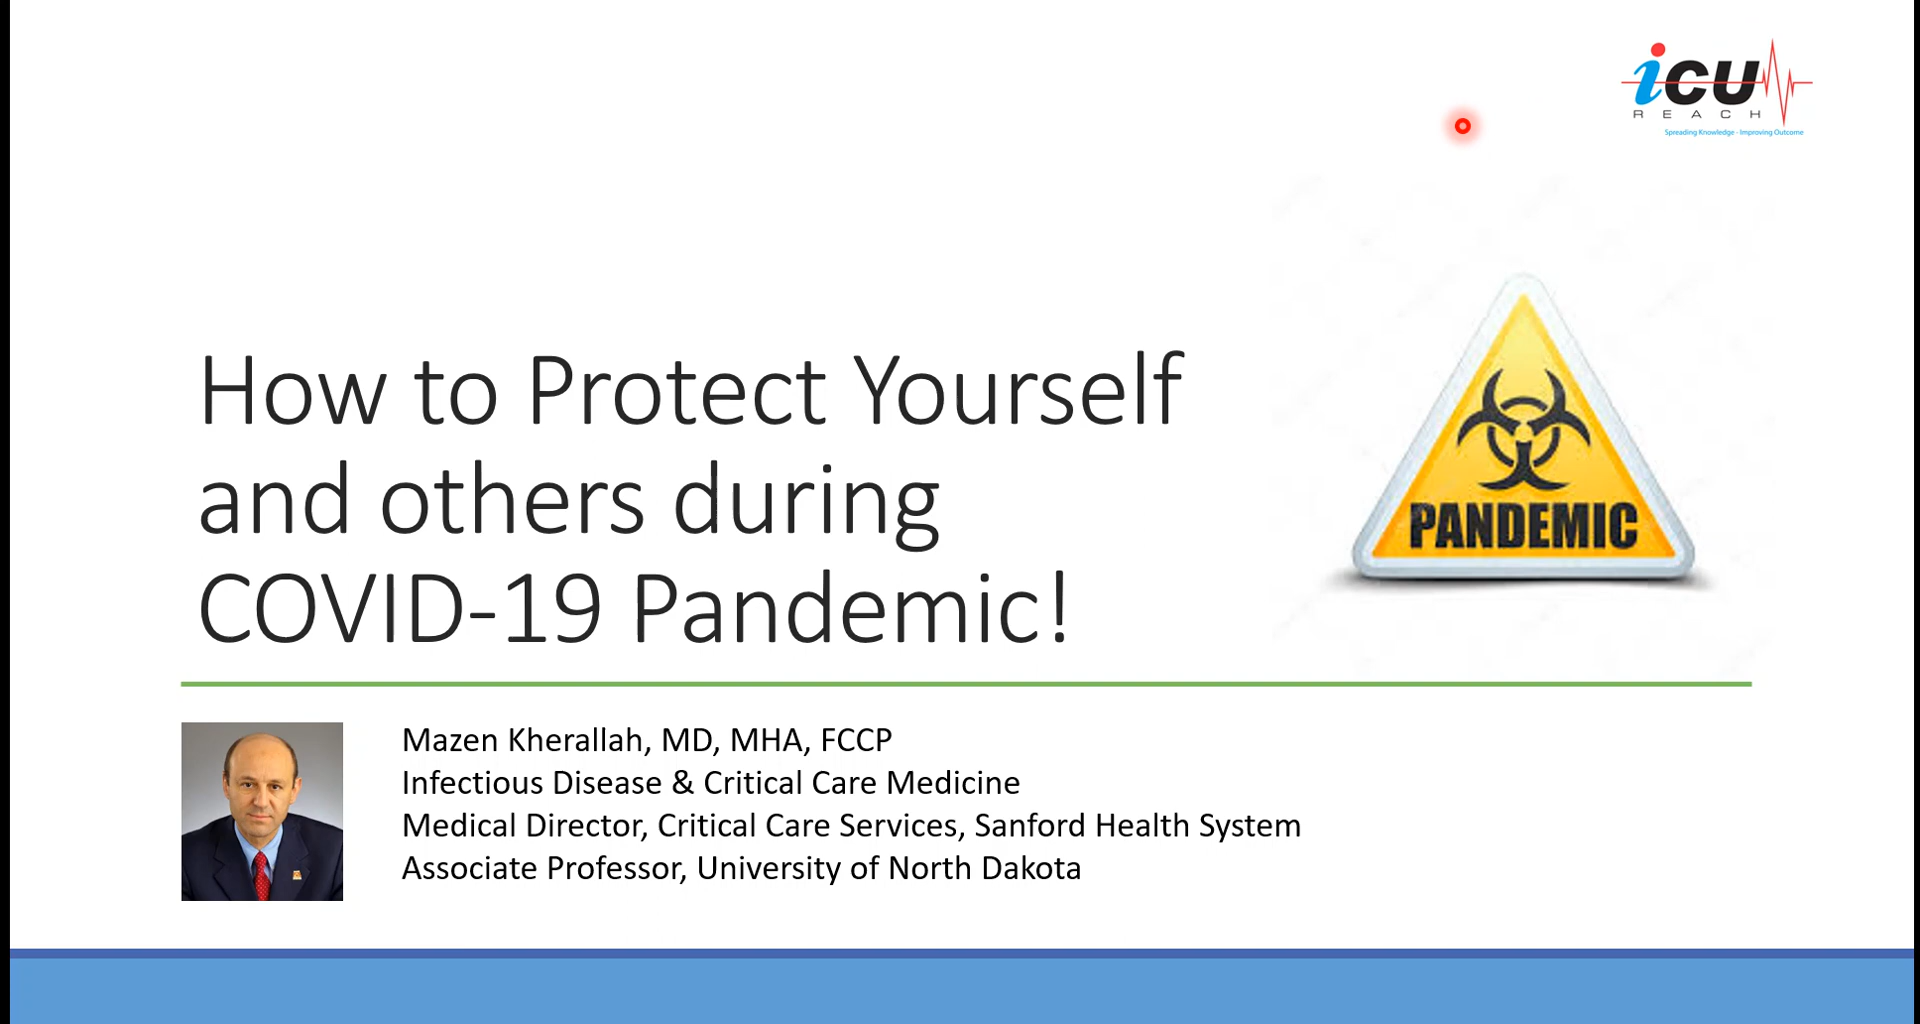 iCU
REACH
Spreading Knowledge - Improving Outcome
How to Protect Yourself
and others during
COVID-19 Pandemic!
PANDEMIC
Mazen Kherallah, MD, MHA, FCCP
Infectious Disease & Critical Care Medicine
Medical Director, Critical Care Services, Sanford Health System
Associate Professor, University of North Dakota